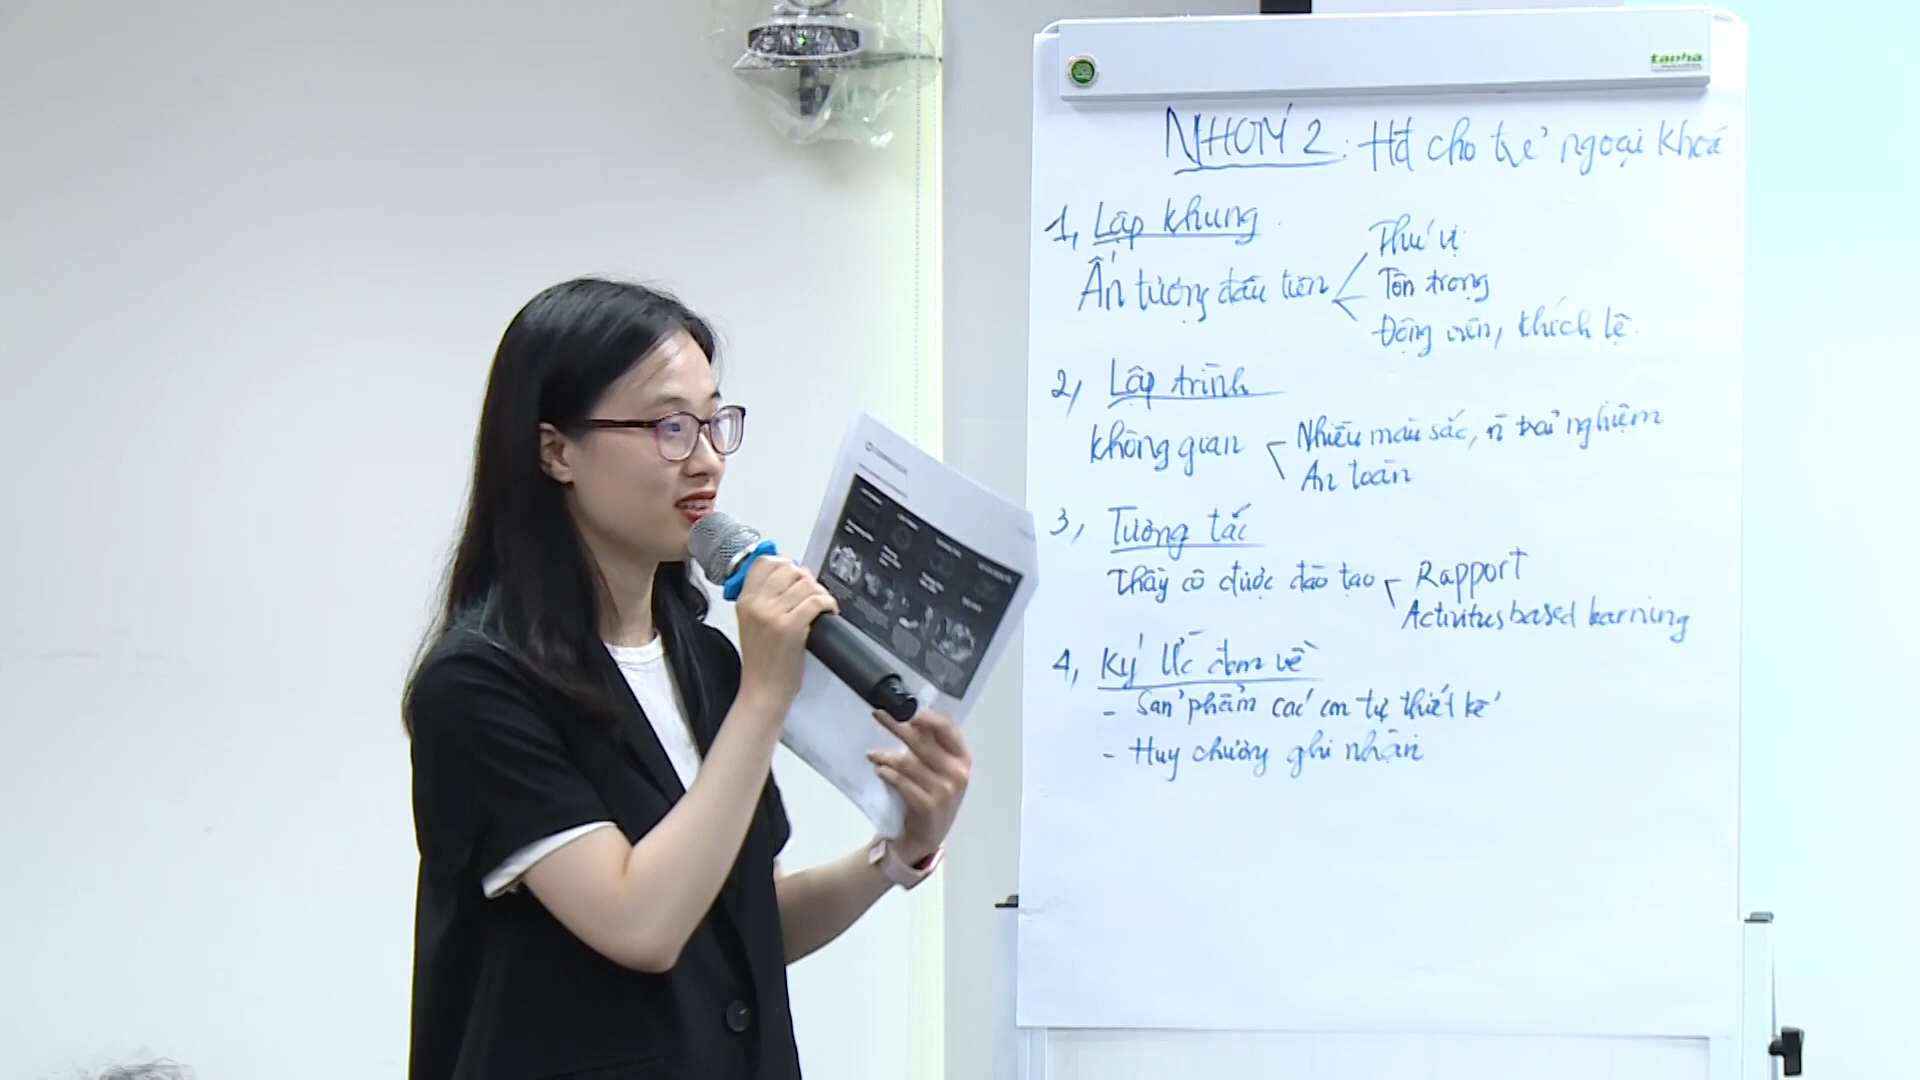 tanha
NHÓM 2: HĐ cho trẻ ngoại khoá
1, Lập khung
Ấn tượng đầu tiên
Thú vị
Tôn trọng
Động viên, khích lệ.
2, Lập trình
không gian
Nhiều màu sắc, n trải nghiệm
An toàn
3, Tương tác
Thầy cô được đào tạo
Rapport
Activities based learning
4, Ký Ức đem về
- Sản phẩm các con tự thiết kế
- Huy chương ghi nhận